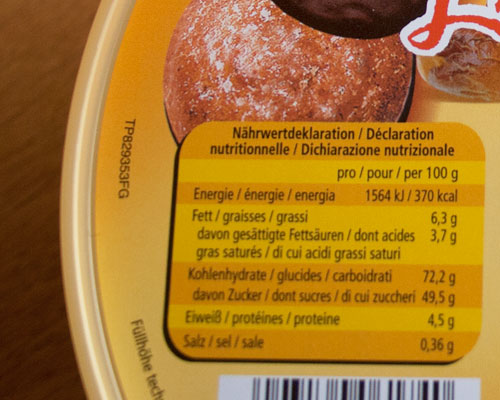 TP829353FG
Nährwertdeklaration / Déclaration
nutritionnelle / Dichiarazione nutrizionale
pro / pour / per 100 g
Energie / énergie / energia 1564 kJ / 370 kcal
Fett / graisses / grassi 6,3 g
davon gesättigte Fettsäuren / dont acides 3,7 g
gras saturés / di cui acidi grassi saturi
Kohlenhydrate / glucides / carboidrati 72,2 g
davon Zucker / dont sucres / di cui zuccheri 49,5 g
Eiweiß / protéines / proteine 4,5 g
Salz / sel / sale 0,36 g
Füllhöhe